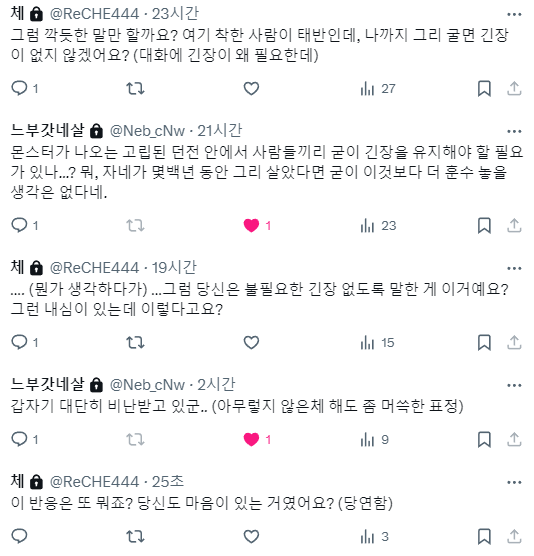 체 @ReCHE444 · 23시간
그럼 깍듯한 말만 할까요? 여기 착한 사람이 태반인데, 나까지 그리 굴면 긴장
이 없지 않겠어요? (대화에 긴장이 왜 필요한데)
1 27
느부갓네살 @Neb_cNw · 21시간
몬스터가 나오는 고립된 던전 안에서 사람들끼리 굳이 긴장을 유지해야 할 필요
가 있나...? 뭐, 자네가 몇백년 동안 그리 살았다면 굳이 이것보다 더 훈수 놓을
생각은 없다네.
1 1 23
체 @ReCHE444 · 19시간
.... (뭔가 생각하다가) ...그럼 당신은 불필요한 긴장 없도록 말한 게 이거예요?
그런 내심이 있는데 이렇다고요?
1 15
느부갓네살 @Neb_cNw · 2시간
갑자기 대단히 비난받고 있군.. (아무렇지 않은체 해도 좀 머쓱한 표정)
1 1 9
체 @ReCHE444 · 25초
이 반응은 또 뭐죠? 당신도 마음이 있는 거였어요? (당연함)
3